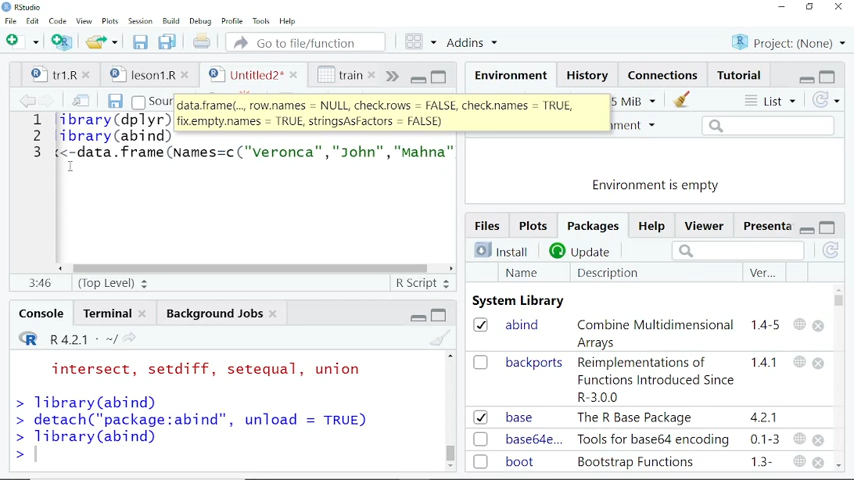 RStudio
File Edit Code View Plots Session Build Debug Profile Tools Help
Go to file/function
Addins
Project: (None)
tr1.R
lesson1.R
Untitled2*
train
Sour
data.frame(..., row.names = NULL, check.rows = FALSE, check.names = TRUE,
fix.empty.names = TRUE, stringsAsFactors = FALSE)
1 ibrary(dplyr)
2 ibrary(abind)
3 <-data.frame(Names=c("Veronca","John","Mahna"
3:46 (Top Level) R Script
Environment History Connections Tutorial
5 MiB List
nment
Environment is empty
Files Plots Packages Help Viewer Presenta
Install Update
Name Description Ver...
System Library
abind Combine Multidimensional 1.4-5
Arrays
backports Reimplementations of 1.4.1
Functions Introduced Since
R-3.0.0
base The R Base Package 4.2.1
base64e... Tools for base64 encoding 0.1-3
boot Bootstrap Functions 1.3-
Console Terminal Background Jobs
R 4.2.1 · ~/
intersect, setdiff, setequal, union
> library(abind)
> detach("package:abind", unload = TRUE)
> library(abind)
>